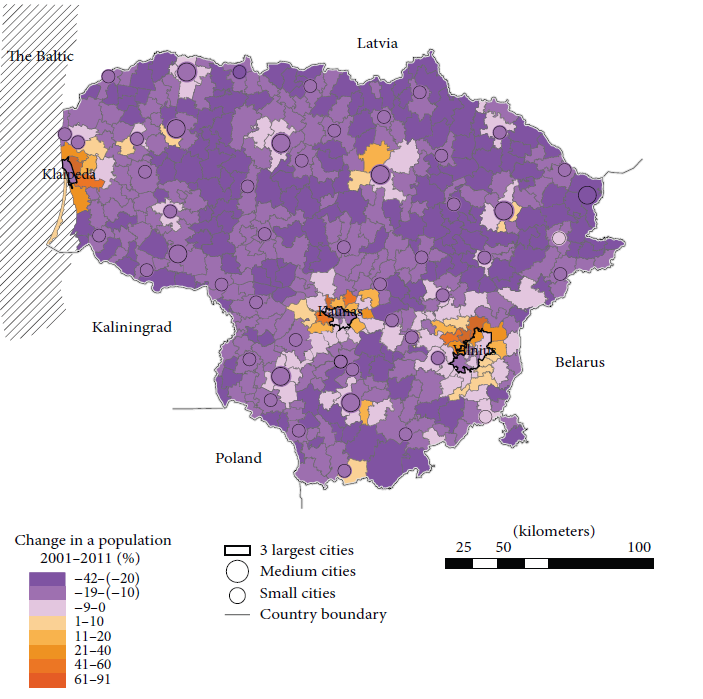 Latvia
The Baltic
Klaipeda
Kaunas
Kaliningrad
Vilnius
Belarus
Poland
Change in a population
2001–2011 (%)
−42–(−20)
−19–(−10)
−9–0
1–10
11–20
21–40
41–60
61–91
3 largest cities
Medium cities
Small cities
Country boundary
(kilometers)
25 50 100